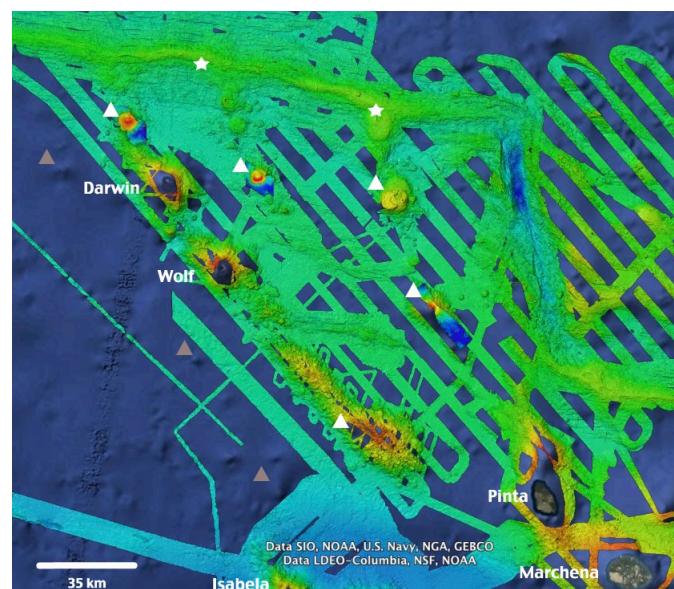 Darwin
Wolf
Pinta
Data SIO, NOAA, U.S. Navy, NGA, GEBCO
Data LDEO-Columbia, NSF, NOAA
35 km
Isabela
Marchena